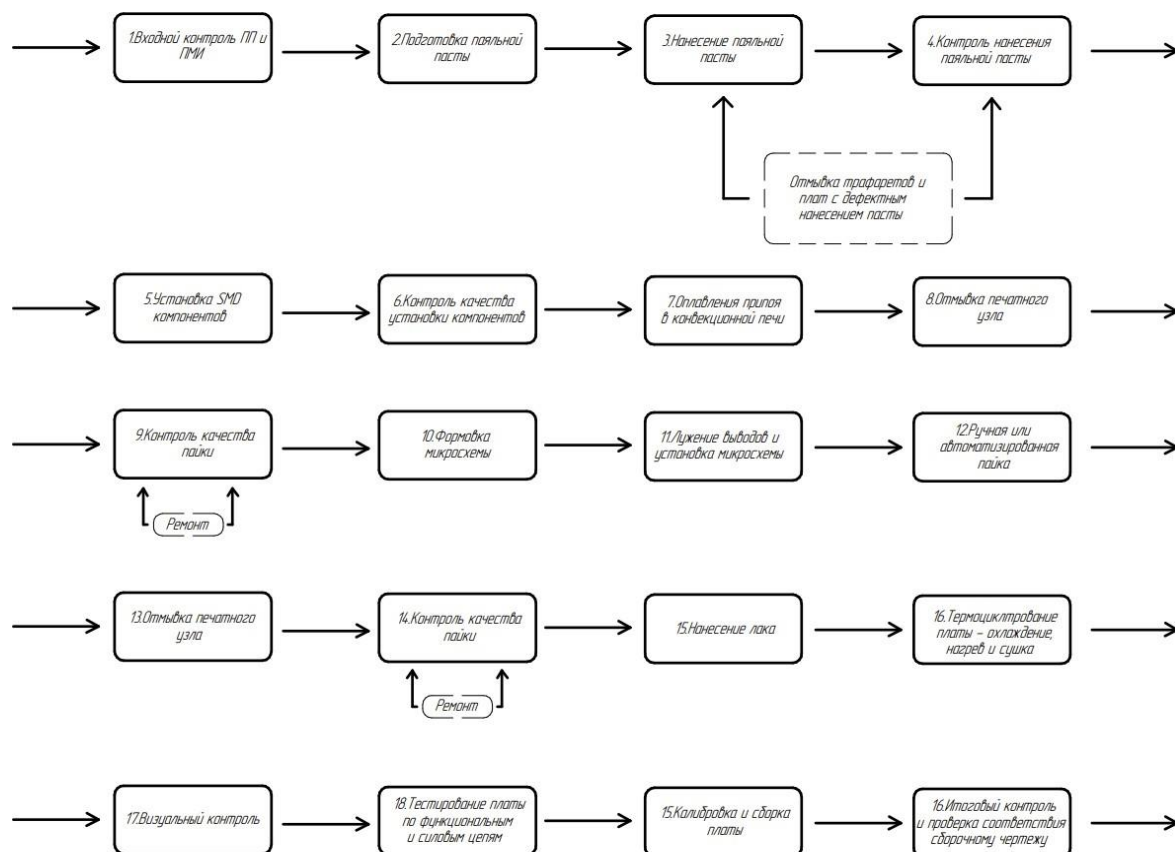 1.Входной контроль ПП и
ПМИ
2.Подготовка паяльной
пасты
3.Нанесение паяльной
пасты
4.Контроль нанесения
паяльной пасты
Отмывка трафаретов и
плат с дефектным
нанесением пасты
5.Установка SMD
компонентов
6.Контроль качества
установки компонентов
7.Оплавления припоя
в конвекционной печи
8.Отмывка печатного
узла
9.Контроль качества
пайки
Ремонт
10.Формовка
микросхемы
11.Лужение выводов и
установка микросхемы
12.Ручная или
автоматизированная
пайка
13.Отмывка печатного
узла
14.Контроль качества
пайки
Ремонт
15.Нанесение лака
16.Термоциклтрование
платы – охлаждение,
нагрев и сушка
17.Визуальный контроль
18.Тестирование платы
по функциональным
и силовым цепям
15.Калибровка и сборка
платы
16.Итоговый контроль
и проверка соответствия
сборочному чертежу